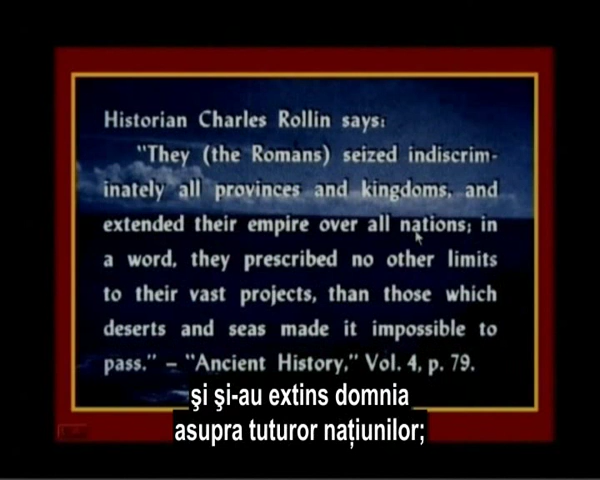 Historian Charles Rollin says:
"They (the Romans) seized indiscrim-
inately all provinces and kingdoms, and
extended their empire over all nations; in
a word, they prescribed no other limits
to their vast projects, than those which
deserts and seas made it impossible to
pass." – "Ancient History," Vol. 4, p. 79.
şi şi-au extins domnia
asupra tuturor naţiunilor;